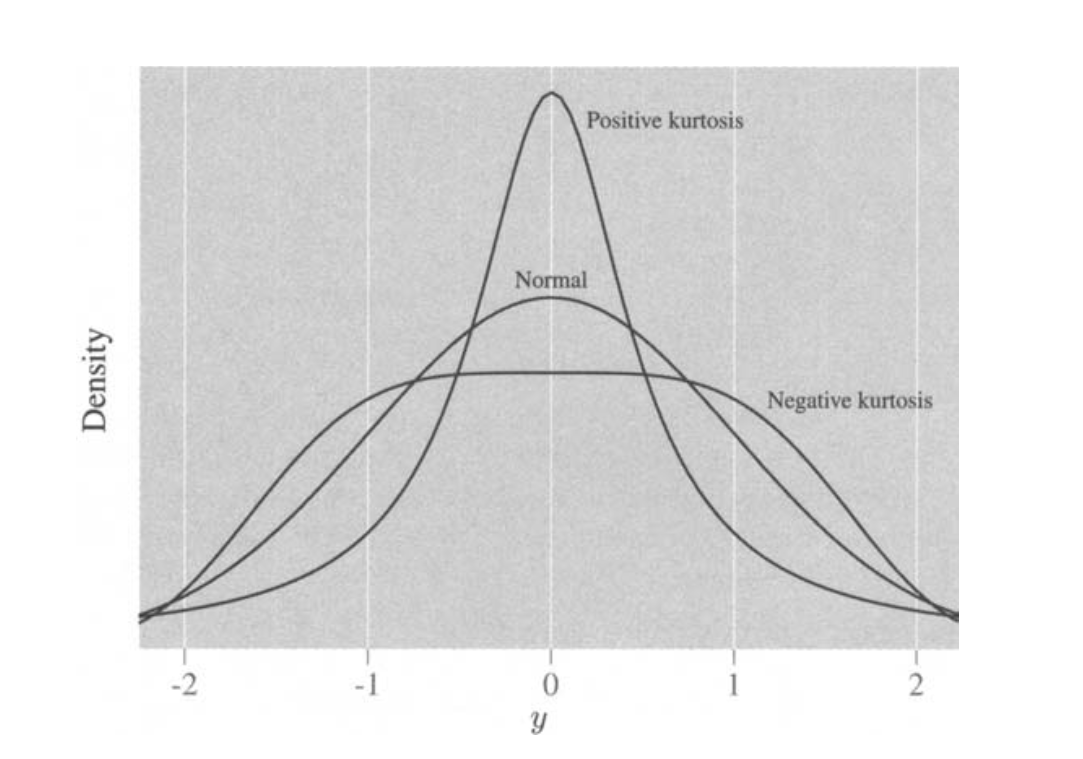 Positive kurtosis
Normal
Negative kurtosis
Density
-2 -1 0 1 2
y